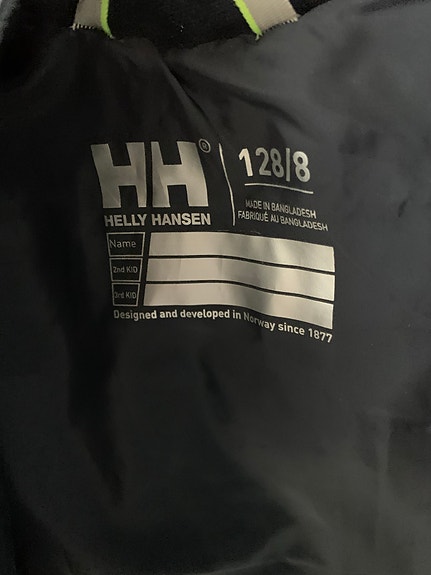 HH®
HELLY HANSEN
128/8
MADE IN BANGLADESH
FABRIQUÉ AU BANGLADESH
Name
2nd KID
3rd KID
Designed and developed in Norway since 1877